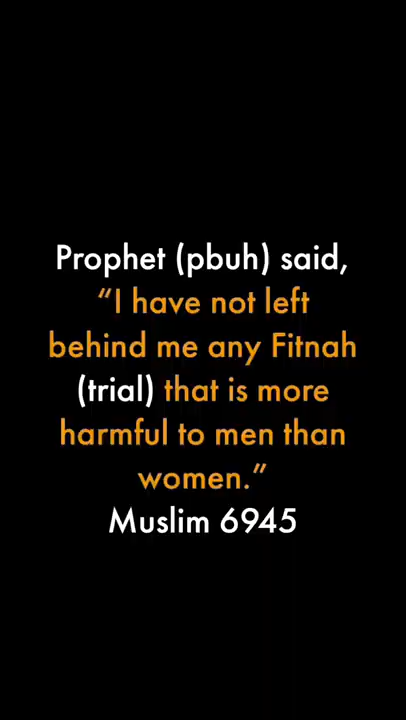 Prophet (pbuh) said,
“I have not left
behind me any Fitnah
(trial) that is more
harmful to men than
women.”
Muslim 6945